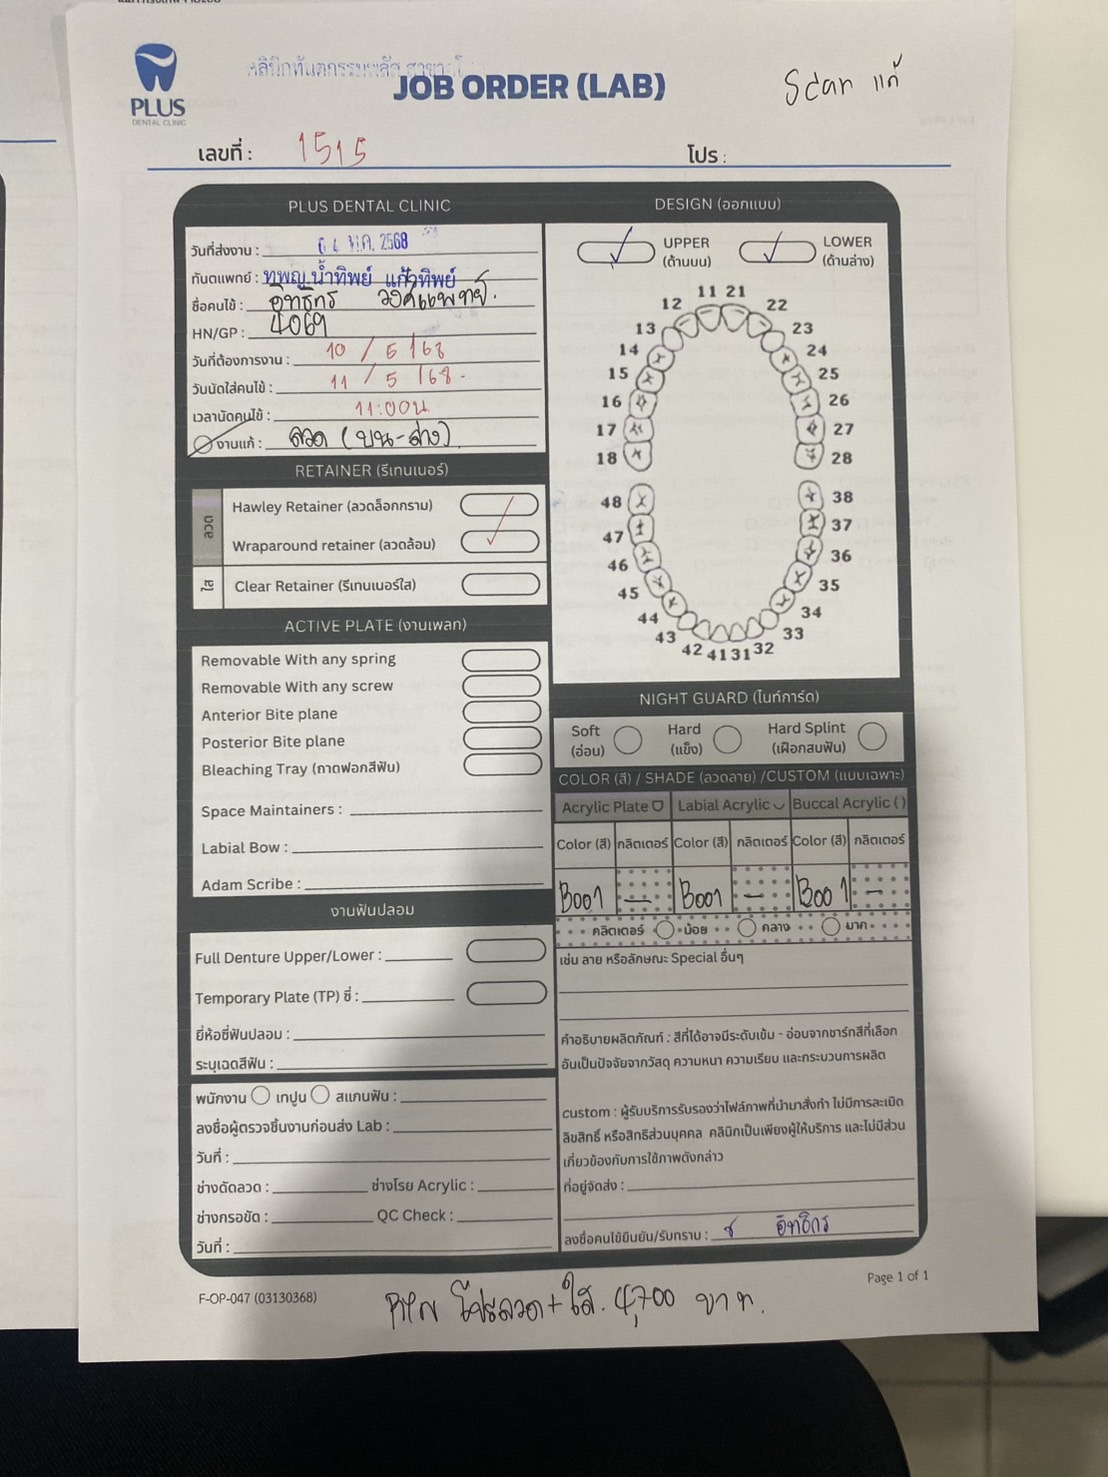 คลินิกทันตกรรมพลัส สาขา
PLUS
DENTAL CLINIC
JOB ORDER (LAB)
Scan แก้
เลขที่ : 1515
โปร :
PLUS DENTAL CLINIC
วันที่ส่งงาน : พ.ค. 2568
ทันตแพทย์ : ทพญ.น้ำทิพย์ แก้วทิพย์
ชื่อคนไข้ : อิทธิกร วงศ์แพทย์
HN/GP : 4069
วันที่ต้องการงาน : 10 / 5 / 68
วันนัดใส่คนไข้ : 11 / 5 / 68 -
เวลานัดคนไข้ : 11:00น
งานแก้ : ลวด (บน-ล่าง)
RETAINER (รีเทนเนอร์)
ลวด
Hawley Retainer (ลวดล็อกกราม)
Wraparound retainer (ลวดล้อม)
ใส
Clear Retainer (รีเทนเนอร์ใส)
ACTIVE PLATE (งานเพลท)
Removable With any spring
Removable With any screw
Anterior Bite plane
Posterior Bite plane
Bleaching Tray (ถาดฟอกสีฟัน)
Space Maintainers :
Labial Bow :
Adam Scribe :
งานฟันปลอม
Full Denture Upper/Lower :
Temporary Plate (TP) ซี่ :
ยี่ห้อซี่ฟันปลอม :
ระบุเฉดสีฟัน :
พนักงาน เทปูน สแกนฟัน :
ลงชื่อผู้ตรวจชิ้นงานก่อนส่ง Lab :
วันที่ :
ช่างดัดลวด : ช่างโรย Acrylic :
ช่างกรอขัด : QC Check :
วันที่ :
DESIGN (ออกแบบ)
UPPER (ด้านบน)
LOWER (ด้านล่าง)
11 21
12 22
13 23
14 24
15 25
16 26
17 27
18 28
48 38
47 37
46 36
45 35
44 34
43 33
42 41 31 32
NIGHT GUARD (ไนท์การ์ด)
Soft (อ่อน) Hard (แข็ง) Hard Splint (เฝือกสบฟัน)
COLOR (สี) / SHADE (ลวดลาย) /CUSTOM (แบบเฉพาะ)
Acrylic Plate Labial Acrylic Buccal Acrylic ( )
Color (สี) กลิตเตอร์ Color (สี) กลิตเตอร์ Color (สี) กลิตเตอร์
B001 — B001 — B001 —
คลิตเตอร์ น้อย คลาง มาก
เช่น ลาย หรือลักษณะ Special อื่นๆ
คำอธิบายผลิตภัณฑ์ : สีที่ได้อาจมีระดับเข้ม - อ่อนจากชาร์ทสีที่เลือก
อันเป็นปัจจัยจากวัสดุ ความหนา ความเรียบ และกระบวนการผลิต
custom : ผู้รับบริการรับรองว่าไฟล์ภาพที่นำมาสั่งทำ ไม่มีการละเมิด
ลิขสิทธิ์ หรือสิทธิส่วนบุคคล คลินิกเป็นเพียงผู้ให้บริการ และไม่มีส่วน
เกี่ยวข้องกับการใช้ภาพดังกล่าว
ที่อยู่จัดส่ง :
ลงชื่อคนไข้ยืนยัน/รับทราบ : อิทธิกร
Page 1 of 1
F-OP-047 (03130368)
โปรลวด+ใส. 4,700 บาท.